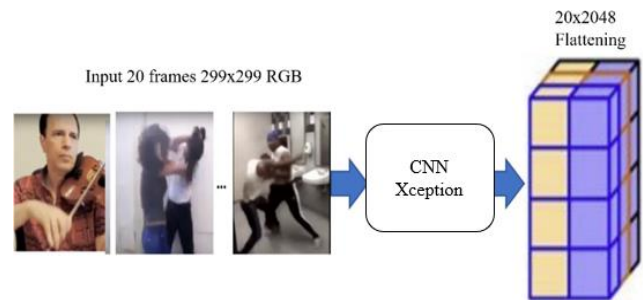 20x2048
Flattening
Input 20 frames 299x299 RGB
...
CNN
Xception